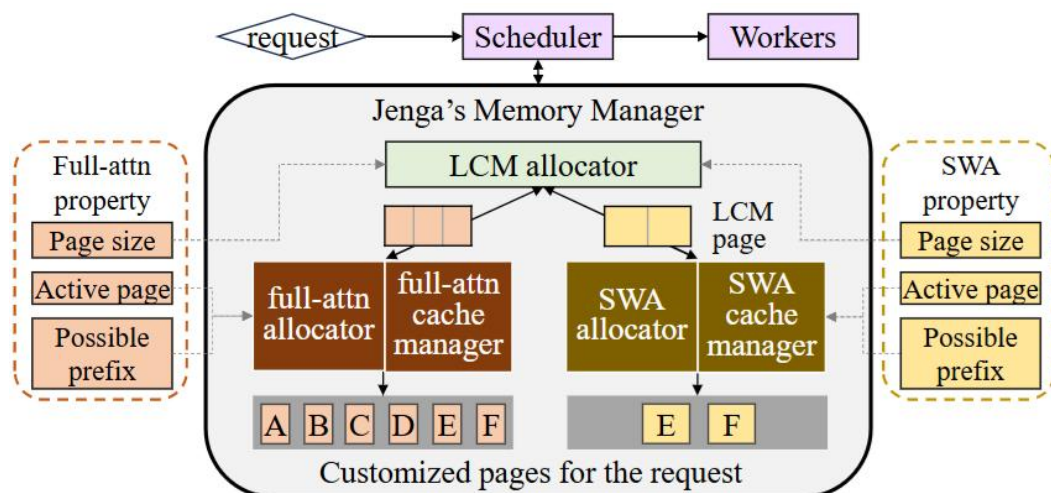 request
Scheduler
Workers
Jenga's Memory Manager
LCM allocator
LCM
page
Full-attn
property
Page size
Active page
Possible
prefix
full-attn
allocator
full-attn
cache
manager
SWA
allocator
SWA
cache
manager
SWA
property
Page size
Active page
Possible
prefix
A B C D E F
E F
Customized pages for the request